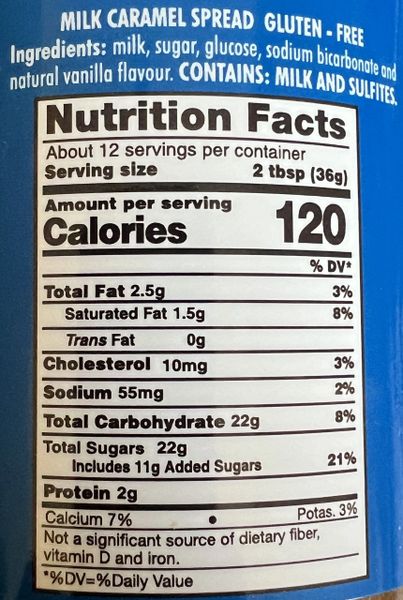 MILK CARAMEL SPREAD GLUTEN - FREE
Ingredients: milk, sugar, glucose, sodium bicarbonate and
natural vanilla flavour. CONTAINS: MILK AND SULFITES.
Nutrition Facts
About 12 servings per container
Serving size 2 tbsp (36g)
Amount per serving
Calories 120
% DV*
Total Fat 2.5g 3%
Saturated Fat 1.5g 8%
Trans Fat 0g
Cholesterol 10mg 3%
Sodium 55mg 2%
Total Carbohydrate 22g 8%
Total Sugars 22g
Includes 11g Added Sugars 21%
Protein 2g
Calcium 7% • Potas. 3%
Not a significant source of dietary fiber,
vitamin D and iron.
*%DV=%Daily Value